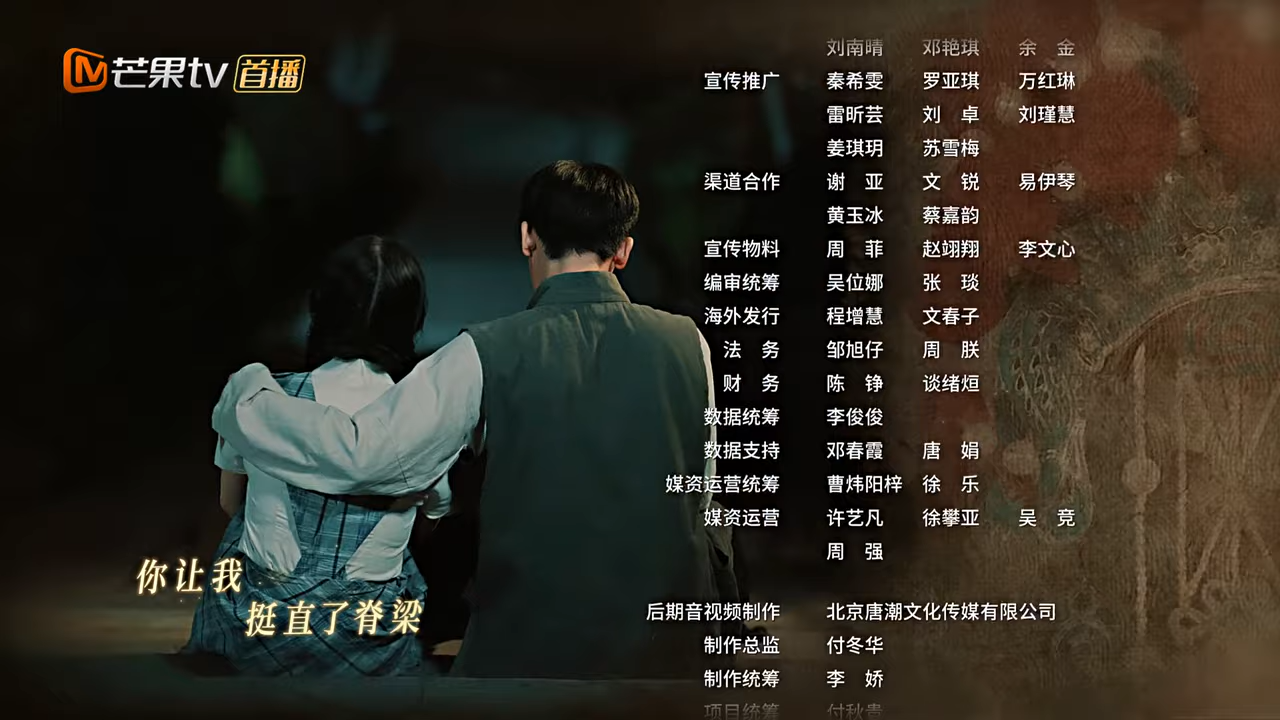 芒果tv 首播
刘南晴 邓艳琪 余 金
宣传推广 秦希雯 罗亚琪 万红琳
雷昕芸 刘 卓 刘瑾慧
姜琪玥 苏雪梅
渠道合作 谢 亚 文 锐 易伊琴
黄玉冰 蔡嘉韵
宣传物料 周 菲 赵翊翔 李文心
编审统筹 吴位娜 张 琰
海外发行 程增慧 文春子
法 务 邹旭仔 周 朕
财 务 陈 铮 谈绪烜
数据统筹 李俊俊
数据支持 邓春霞 唐 娟
媒资运营统筹 曹炜阳梓 徐 乐
媒资运营 许艺凡 徐攀亚 吴 竞
周 强
后期音视频制作 北京唐潮文化传媒有限公司
制作总监 付冬华
制作统筹 李 娇
项目统筹 付秋贵
你让我
挺直了脊梁